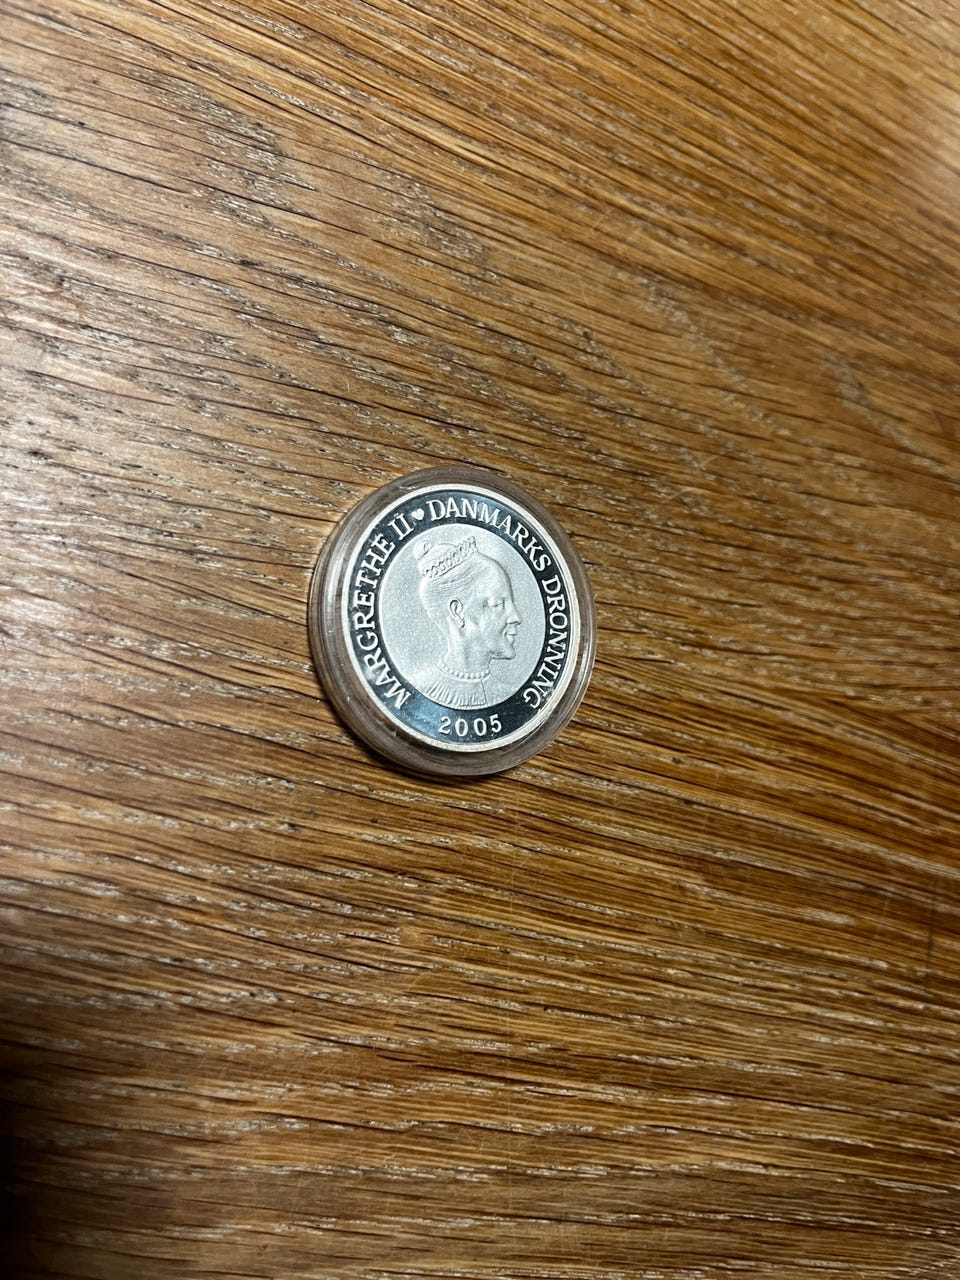 MARGRETHE II ♥ DANMARKS DRONNING
2005